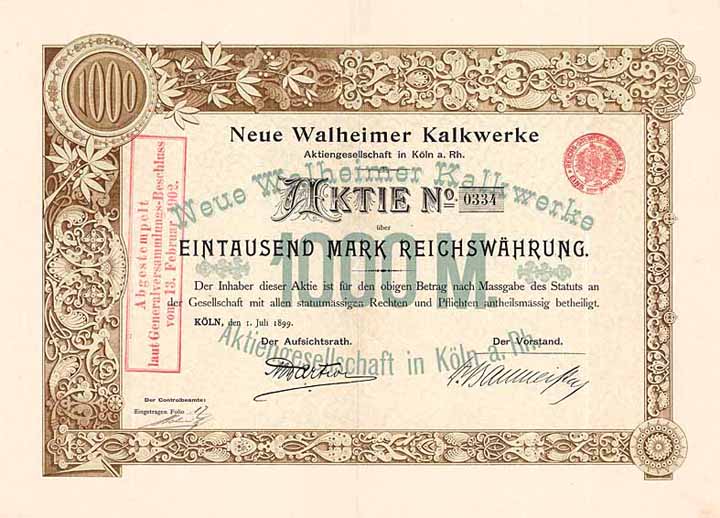 1000
Neue Walheimer Kalkwerke
Aktiengesellschaft in Köln a. Rh.
Neue Walheimer Kalkwerke
AKTIE No. 0334
über
EINTAUSEND MARK REICHSWÄHRUNG.
1000 M
Der Inhaber dieser Aktie ist für den obigen Betrag nach Massgabe des Statuts an
der Gesellschaft mit allen statutmässigen Rechten und Pflichten antheilsmässig betheiligt.
KÖLN, den 1. Juli 1899.
Der Aufsichtsrath.
Der Vorstand.
Aktiengesellschaft in Köln a. Rh.
Der Controbeamte:
Eingetragen Folio
Abgestempelt
laut Generalversammlungs-Beschluss
vom 13. Februar 1902.